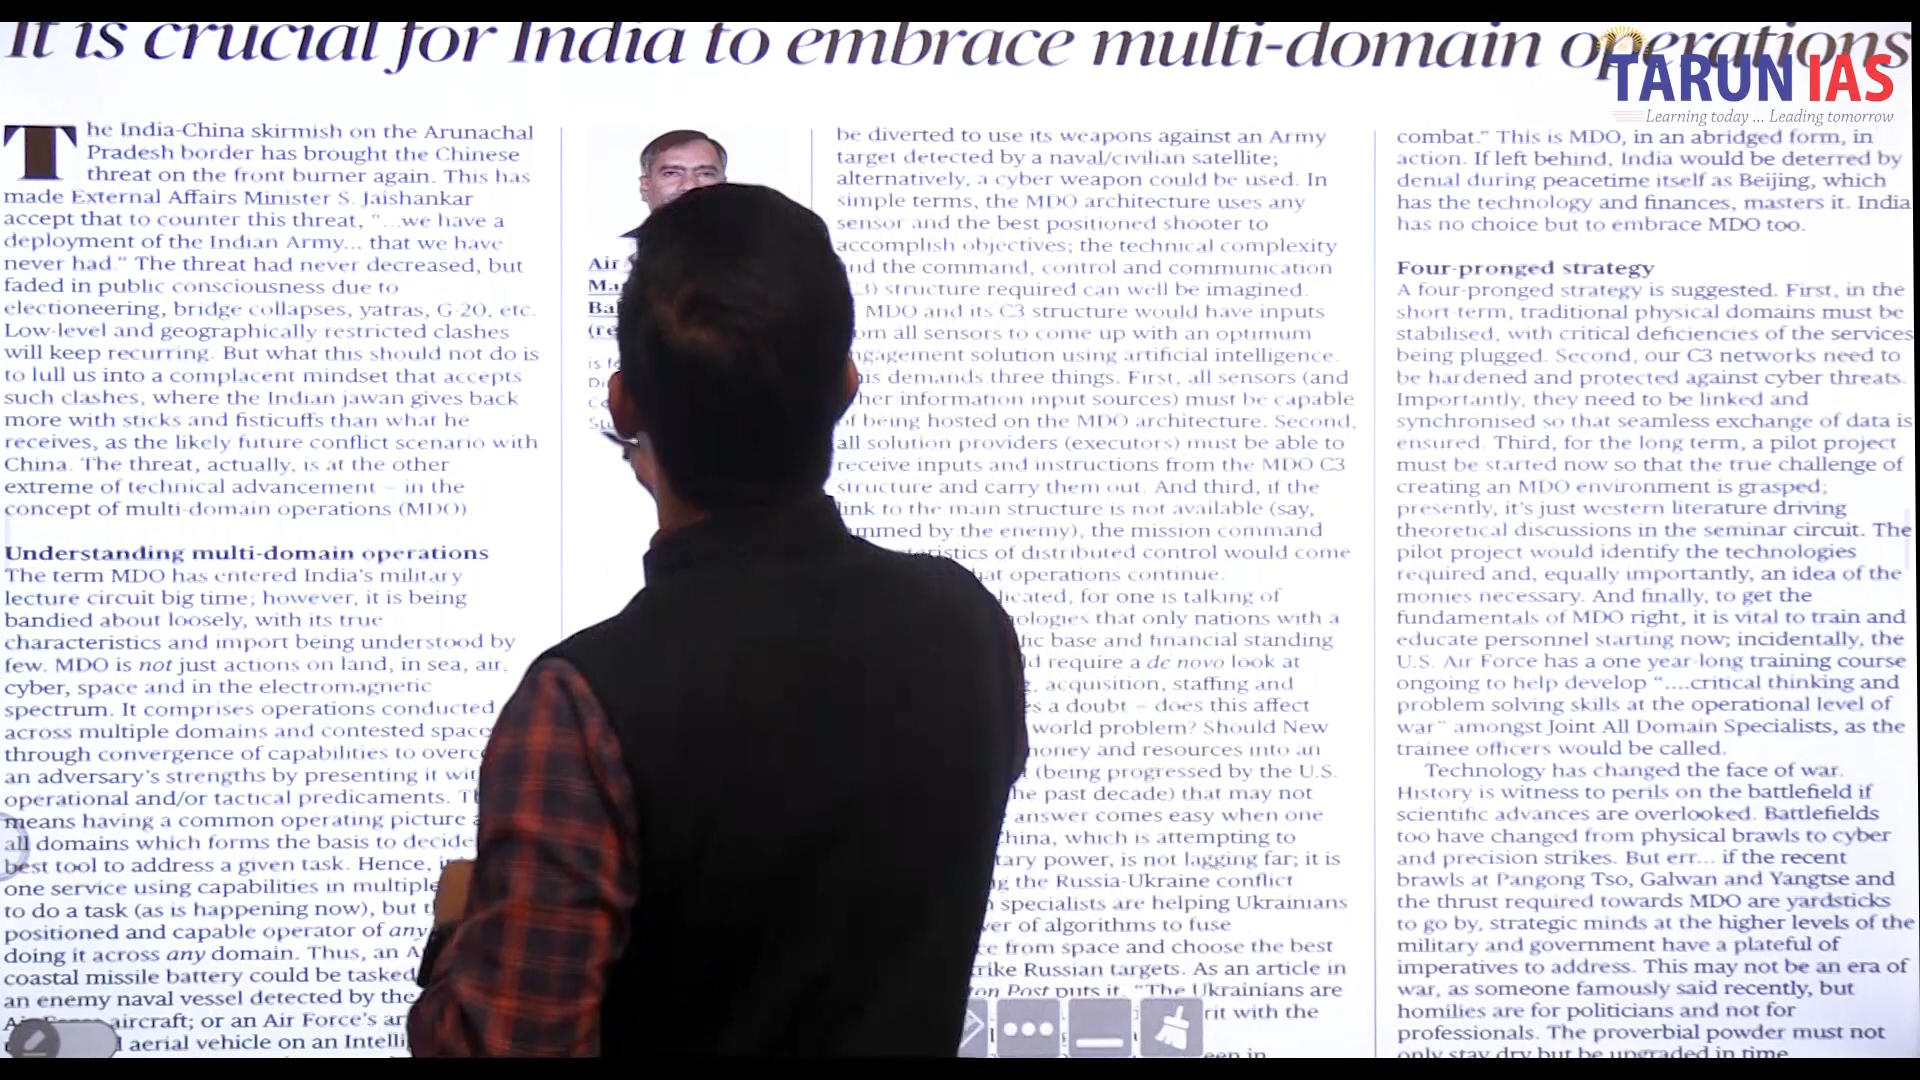 It is crucial for India to embrace multi-domain operations
TARUN IAS
Learning today ... Leading tomorrow
The India-China skirmish on the Arunachal
Pradesh border has brought the Chinese
threat on the front burner again. This has
made External Affairs Minister S. Jaishankar
accept that to counter this threat, "...we have a
deployment of the Indian Army... that we have
never had." The threat had never decreased, but
faded in public consciousness due to
electioneering, bridge collapses, yatras, G-20, etc.
Low-level and geographically restricted clashes
will keep recurring. But what this should not do is
to lull us into a complacent mindset that accepts
such clashes, where the Indian jawan gives back
more with sticks and fisticuffs than what he
receives, as the likely future conflict scenario with
China. The threat, actually, is at the other
extreme of technical advancement – in the
concept of multi-domain operations (MDO).
Understanding multi-domain operations
The term MDO has entered India's military
lecture circuit big time; however, it is being
bandied about loosely, with its true
characteristics and import being understood by
few. MDO is not just actions on land, in sea, air,
cyber, space and in the electromagnetic
spectrum. It comprises operations conducted
across multiple domains and contested
through convergence of capabilities to
an adversary's strengths by presenting it
operational and/or tactical predicaments.
means having a common operating picture
all domains which forms the basis to decide
best tool to address a given task. Hence,
one service using capabilities in multiple
to do a task (as is happening now), but
positioned and capable operator of any
doing it across any domain. Thus, an
coastal missile battery could be tasked
an enemy naval vessel detected by the
aircraft; or an Air Force's
aerial vehicle on an
Air
be diverted to use its weapons against an Army
target detected by a naval/civilian satellite;
alternatively, a cyber weapon could be used. In
simple terms, the MDO architecture uses any
sensor and the best positioned shooter to
accomplish objectives; the technical complexity
and the command, control and communication
structure required can well be imagined.
MDO and its C3 structure would have inputs
all sensors to come up with an optimum
solution using artificial intelligence.
demands three things. First, all sensors (and
information input sources) must be capable
of being hosted on the MDO architecture. Second,
all solution providers (executors) must be able to
receive inputs and instructions from the MDO C3
structure and carry them out. And third, if the
link to the main structure is not available (say,
by the enemy), the mission command
of distributed control would come
operations continue.
for one is talking of
that only nations with a
base and financial standing
require a de novo look at
acquisition, staffing and
a doubt – does this affect
world problem? Should New
and resources into an
(being progressed by the U.S.
past decade) that may not
answer comes easy when one
China, which is attempting to
power, is not lagging far; it is
the Russia-Ukraine conflict
specialists are helping Ukrainians
of algorithms to fuse
from space and choose the best
Russian targets. As an article in
Post puts it, "The Ukrainians are
with the
combat." This is MDO, in an abridged form, in
action. If left behind, India would be deterred by
denial during peacetime itself as Beijing, which
has the technology and finances, masters it. India
has no choice but to embrace MDO too.
Four-pronged strategy
A four-pronged strategy is suggested. First, in the
short term, traditional physical domains must be
stabilised, with critical deficiencies of the services
being plugged. Second, our C3 networks need to
be hardened and protected against cyber threats.
Importantly, they need to be linked and
synchronised so that seamless exchange of data is
ensured. Third, for the long term, a pilot project
must be started now so that the true challenge of
creating an MDO environment is grasped;
presently, it's just western literature driving
theoretical discussions in the seminar circuit. The
pilot project would identify the technologies
required and, equally importantly, an idea of the
monies necessary. And finally, to get the
fundamentals of MDO right, it is vital to train and
educate personnel starting now; incidentally, the
U.S. Air Force has a one year-long training course
ongoing to help develop "....critical thinking and
problem solving skills at the operational level of
war" amongst Joint All Domain Specialists, as the
trainee officers would be called.
Technology has changed the face of war.
History is witness to perils on the battlefield if
scientific advances are overlooked. Battlefields
too have changed from physical brawls to cyber
and precision strikes. But err... if the recent
brawls at Pangong Tso, Galwan and Yangtse and
the thrust required towards MDO are yardsticks
to go by, strategic minds at the higher levels of the
military and government have a plateful of
imperatives to address. This may not be an era of
war, as someone famously said recently, but
homilies are for politicians and not for
professionals. The proverbial powder must not
only stay dry but be upgraded in time